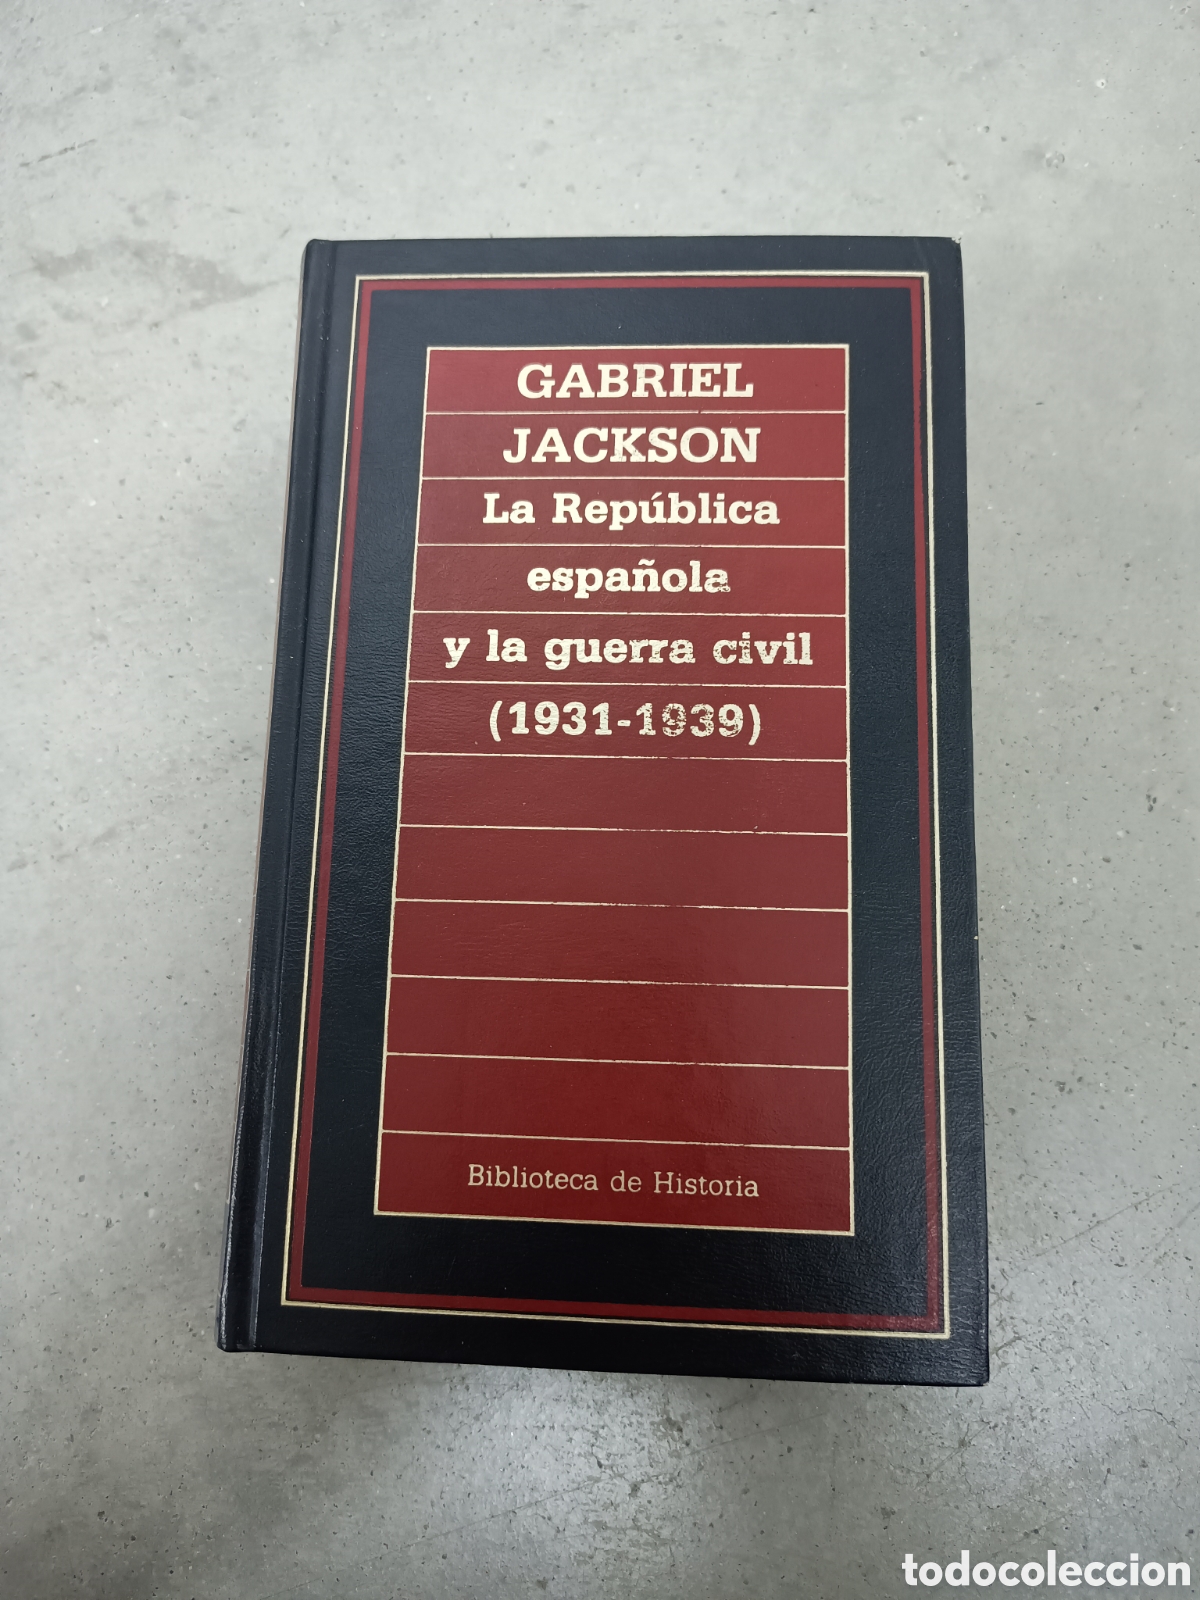 GABRIEL
JACKSON
La República
española
y la guerra civil
(1931-1939)
Biblioteca de Historia
todocoleccion